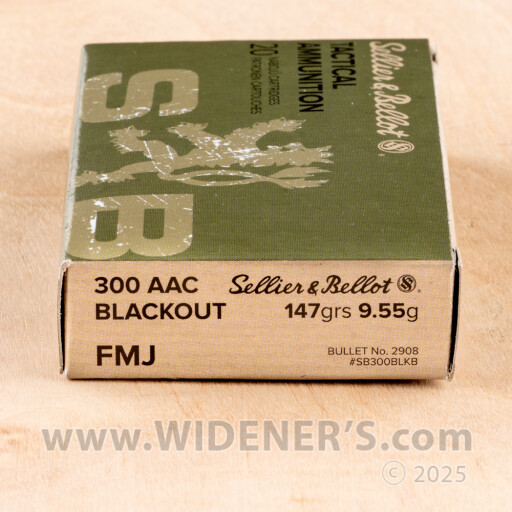 Sellier & Bellot
TACTICAL
AMMUNITION
20
S B
300 AAC
BLACKOUT
Sellier & Bellot
147grs 9.55g
FMJ
BULLET No. 2908
#SB300BLKB
www.WIDENER'S.com
© 2025